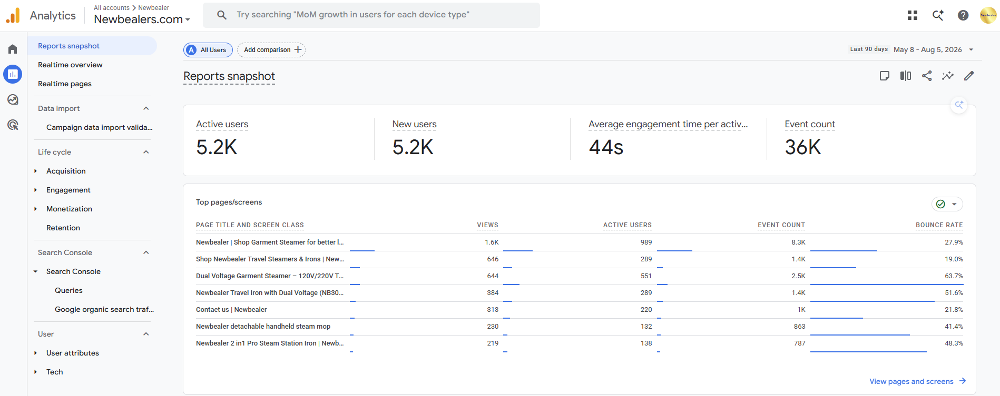 Analytics
All accounts > Newbealer
Newbealers.com
Try searching "MoM growth in users for each device type"
Newbealer
Reports snapshot
Realtime overview
Realtime pages
Data import
Campaign data import valida...
Life cycle
Acquisition
Engagement
Monetization
Retention
Search Console
Search Console
Queries
Google organic search traf...
User
User attributes
Tech
A All Users
Add comparison +
Last 90 days May 8 - Aug 5, 2026
Reports snapshot
Active users
5.2K
New users
5.2K
Average engagement time per activ...
44s
Event count
36K
Top pages/screens
PAGE TITLE AND SCREEN CLASS VIEWS ACTIVE USERS EVENT COUNT BOUNCE RATE
Newbealer | Shop Garment Steamer for better l... 1.6K 989 8.3K 27.9%
Shop Newbealer Travel Steamers & Irons | New... 646 289 1.4K 19.0%
Dual Voltage Garment Steamer – 120V/220V T... 644 551 2.5K 63.7%
Newbealer Travel Iron with Dual Voltage (NB30... 384 289 1.4K 51.6%
Contact us | Newbealer 313 220 1K 21.8%
Newbealer detachable handheld steam mop 230 132 863 41.4%
Newbealer 2 in1 Pro Steam Station Iron | Newb... 219 138 787 48.3%
View pages and screens